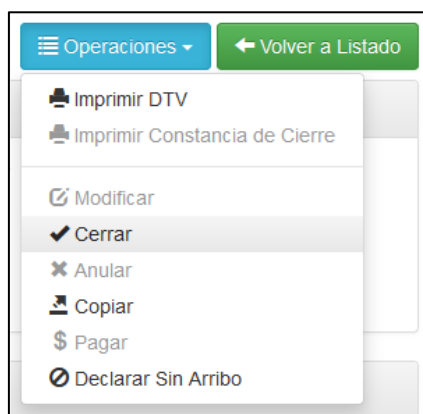 Operaciones
Volver a Listado
Imprimir DTV
Imprimir Constancia de Cierre
Modificar
Cerrar
Anular
Copiar
$ Pagar
Declarar Sin Arribo